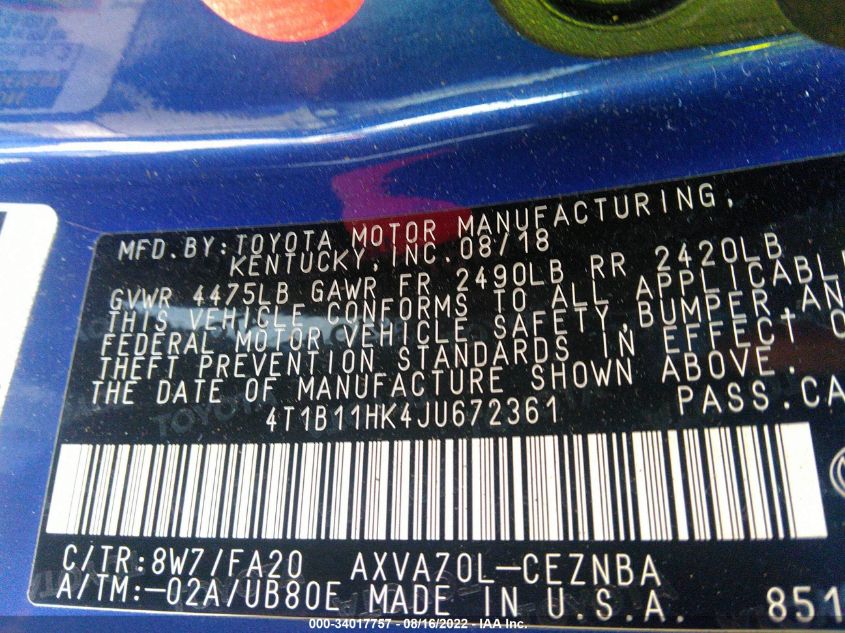 MFD.BY:TOYOTA MOTOR MANUFACTURING,
KENTUCKY,INC.08/18
GVWR 4475LB GAWR FR 2490LB RR 2420LB
THIS VEHICLE CONFORMS TO ALL APPLICABLE
FEDERAL MOTOR VEHICLE SAFETY,BUMPER,AN
THEFT PREVENTION STANDARDS IN EFFECT O
THE DATE OF MANUFACTURE SHOWN ABOVE.
4T1B11HK4JU672361 PASS.CA
C/TR:8W7/FA20 AXVA70L-CEZNBA
A/TM:-02A/UB80E MADE IN U.S.A. 851
000-34017757 - 08/16/2022 - IAA Inc.